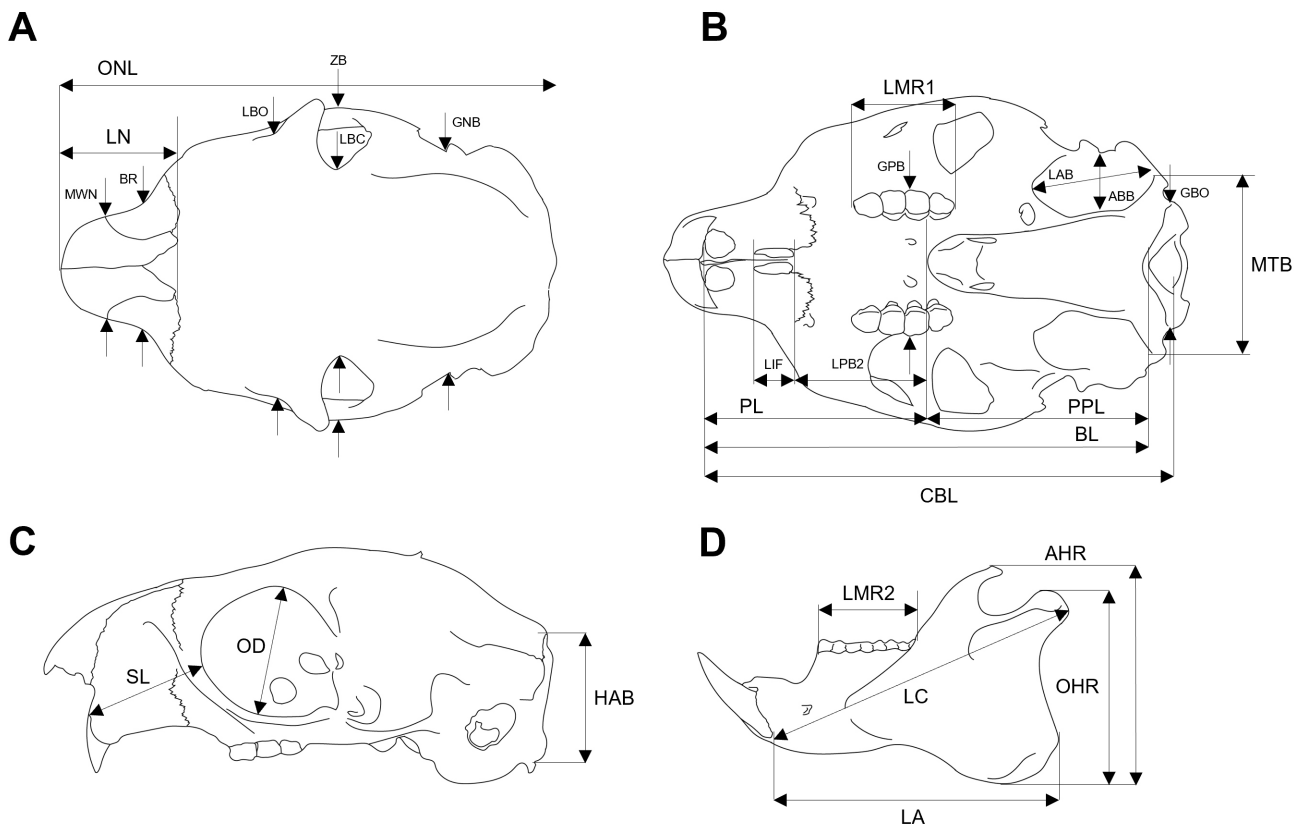 A
ONL
ZB
LBO
GNB
LN
LBC
BR
MWN
B
LMR1
GPB
LAB
ABB
GBO
MTB
LIF
LPB2
PL
PPL
BL
CBL
C
OD
SL
HAB
D
AHR
LMR2
LC
OHR
LA